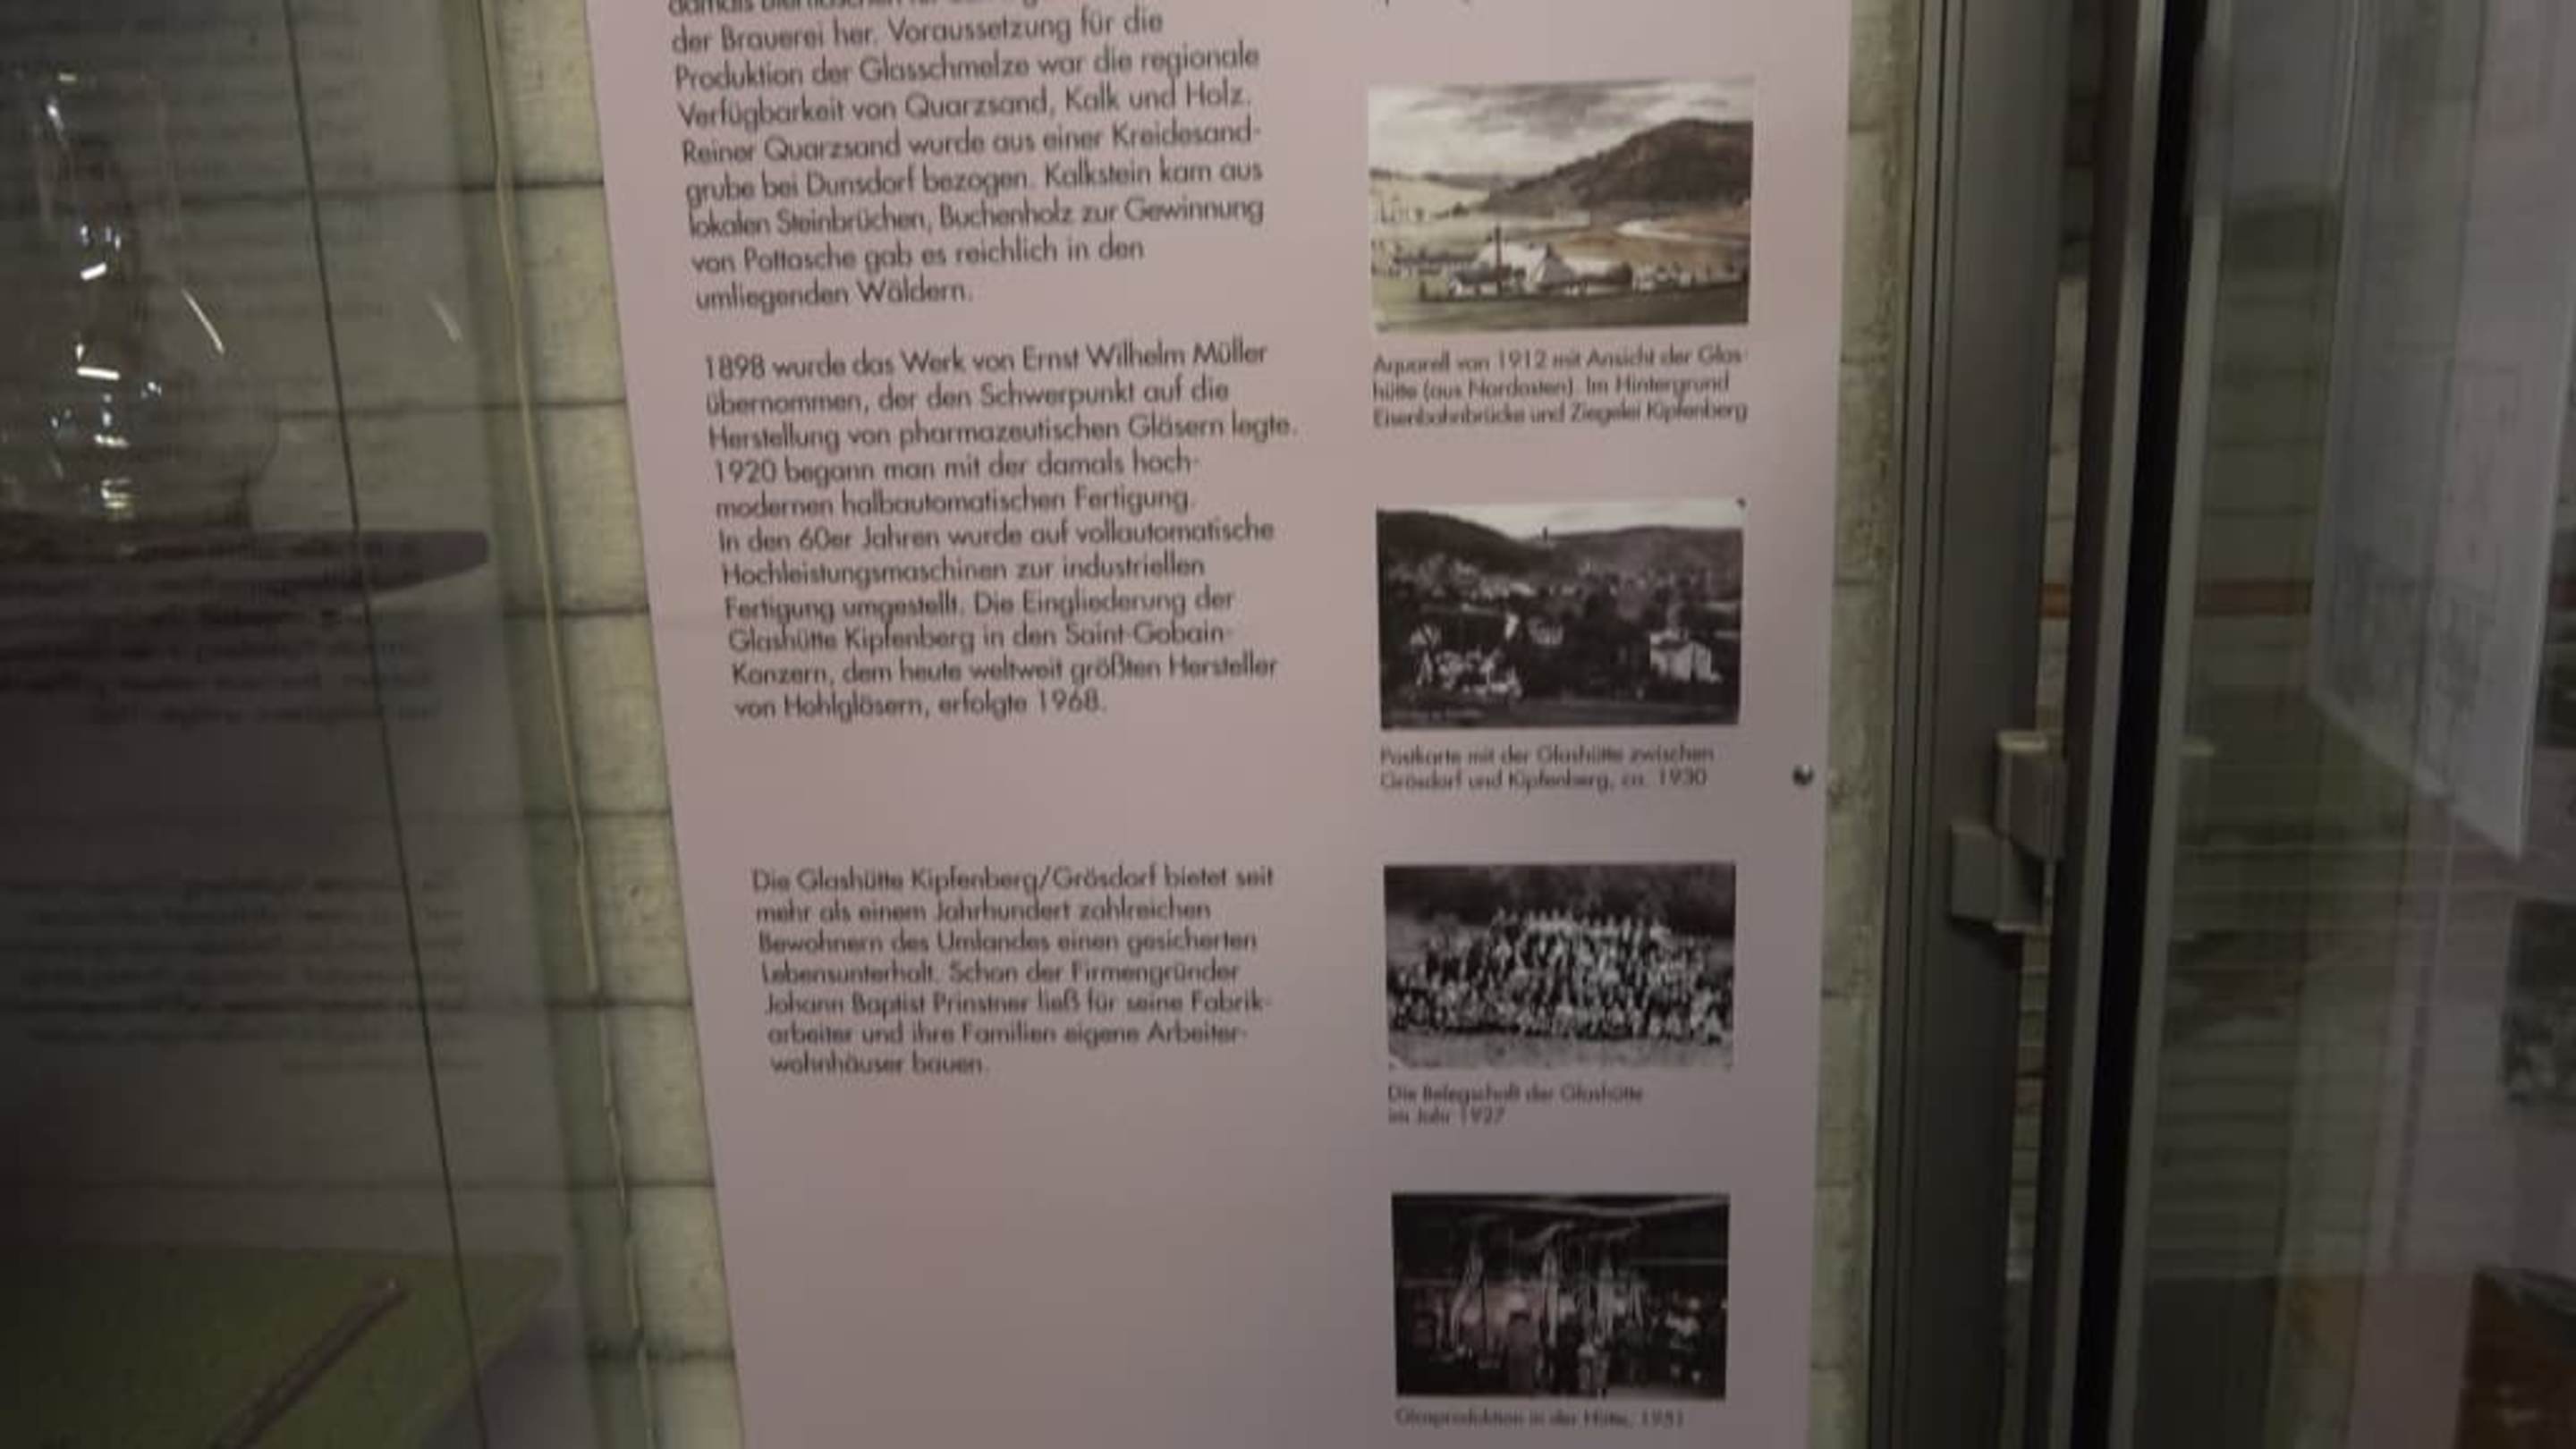 der Brauerei her. Voraussetzung für die
Produktion der Glasschmelze war die regionale
Verfügbarkeit von Quarzsand, Kalk und Holz.
Reiner Quarzsand wurde aus einer Kreidesand-
grube bei Dunsdorf bezogen. Kalkstein kam aus
lokalen Steinbrüchen, Buchenholz zur Gewinnung
von Pottasche gab es reichlich in den
umliegenden Wäldern.
1898 wurde das Werk von Ernst Wilhelm Müller
übernommen, der den Schwerpunkt auf die
Herstellung von pharmazeutischen Gläsern legte.
1920 begann man mit der damals hoch-
modernen halbautomatischen Fertigung.
In den 60er Jahren wurde auf vollautomatische
Hochleistungsmaschinen zur industriellen
Fertigung umgestellt. Die Eingliederung der
Glashütte Kipfenberg in den Saint-Gobain-
Konzern, dem heute weltweit größten Hersteller
von Hohlgläsern, erfolgte 1968.
Die Glashütte Kipfenberg/Grösdorf bietet seit
mehr als einem Jahrhundert zahlreichen
Bewohnern des Umlandes einen gesicherten
Lebensunterhalt. Schon der Firmengründer
Johann Baptist Prinstner ließ für seine Fabrik-
arbeiter und ihre Familien eigene Arbeiter-
wohnhäuser bauen.
Aquarell von 1912 mit Ansicht der Glas-
hütte (aus Nordosten). Im Hintergrund
Eisenbahnbrücke und Ziegelei Kipfenberg
Postkarte mit der Glashütte zwischen
Grösdorf und Kipfenberg, ca. 1930
Die Belegschaft der Glashütte
im Jahr 1927
Glasproduktion in der Hütte, 1951